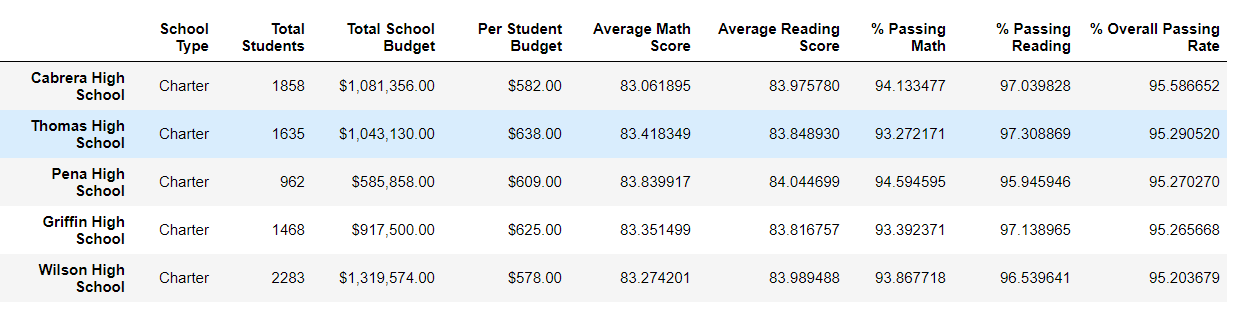 School Type Total Students Total School Budget Per Student Budget Average Math Score Average Reading Score % Passing Math % Passing Reading % Overall Passing Rate
Cabrera High School Charter 1858 $1,081,356.00 $582.00 83.061895 83.975780 94.133477 97.039828 95.586652
Thomas High School Charter 1635 $1,043,130.00 $638.00 83.418349 83.848930 93.272171 97.308869 95.290520
Pena High School Charter 962 $585,858.00 $609.00 83.839917 84.044699 94.594595 95.945946 95.270270
Griffin High School Charter 1468 $917,500.00 $625.00 83.351499 83.816757 93.392371 97.138965 95.265668
Wilson High School Charter 2283 $1,319,574.00 $578.00 83.274201 83.989488 93.867718 96.539641 95.203679